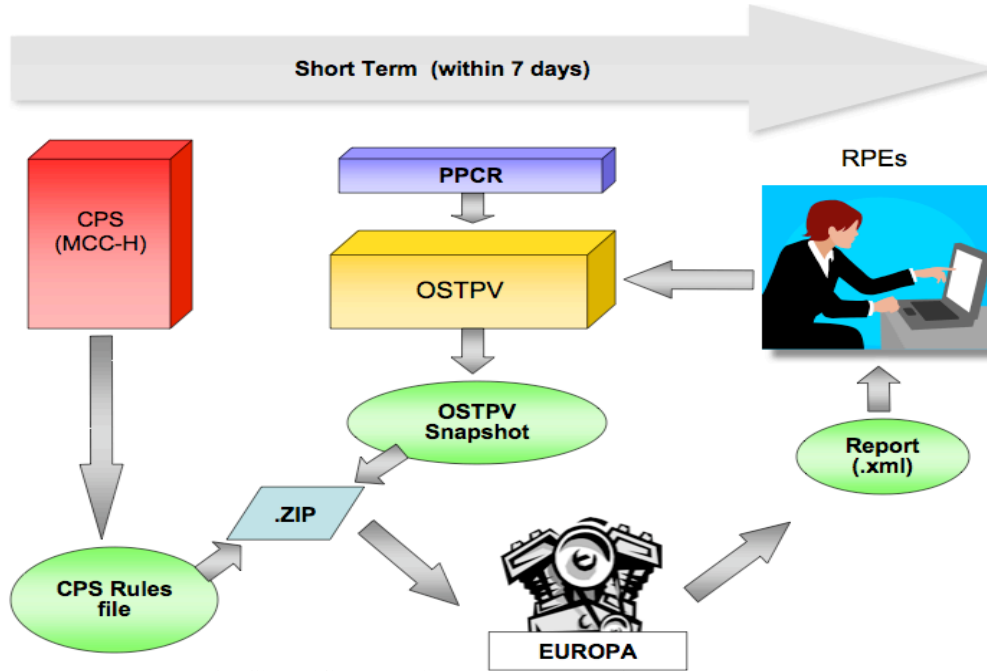 Short Term (within 7 days)
CPS
(MCC-H)
PPCR
OSTPV
RPEs
OSTPV
Snapshot
Report
(.xml)
.ZIP
CPS Rules
file
e
EUROPA